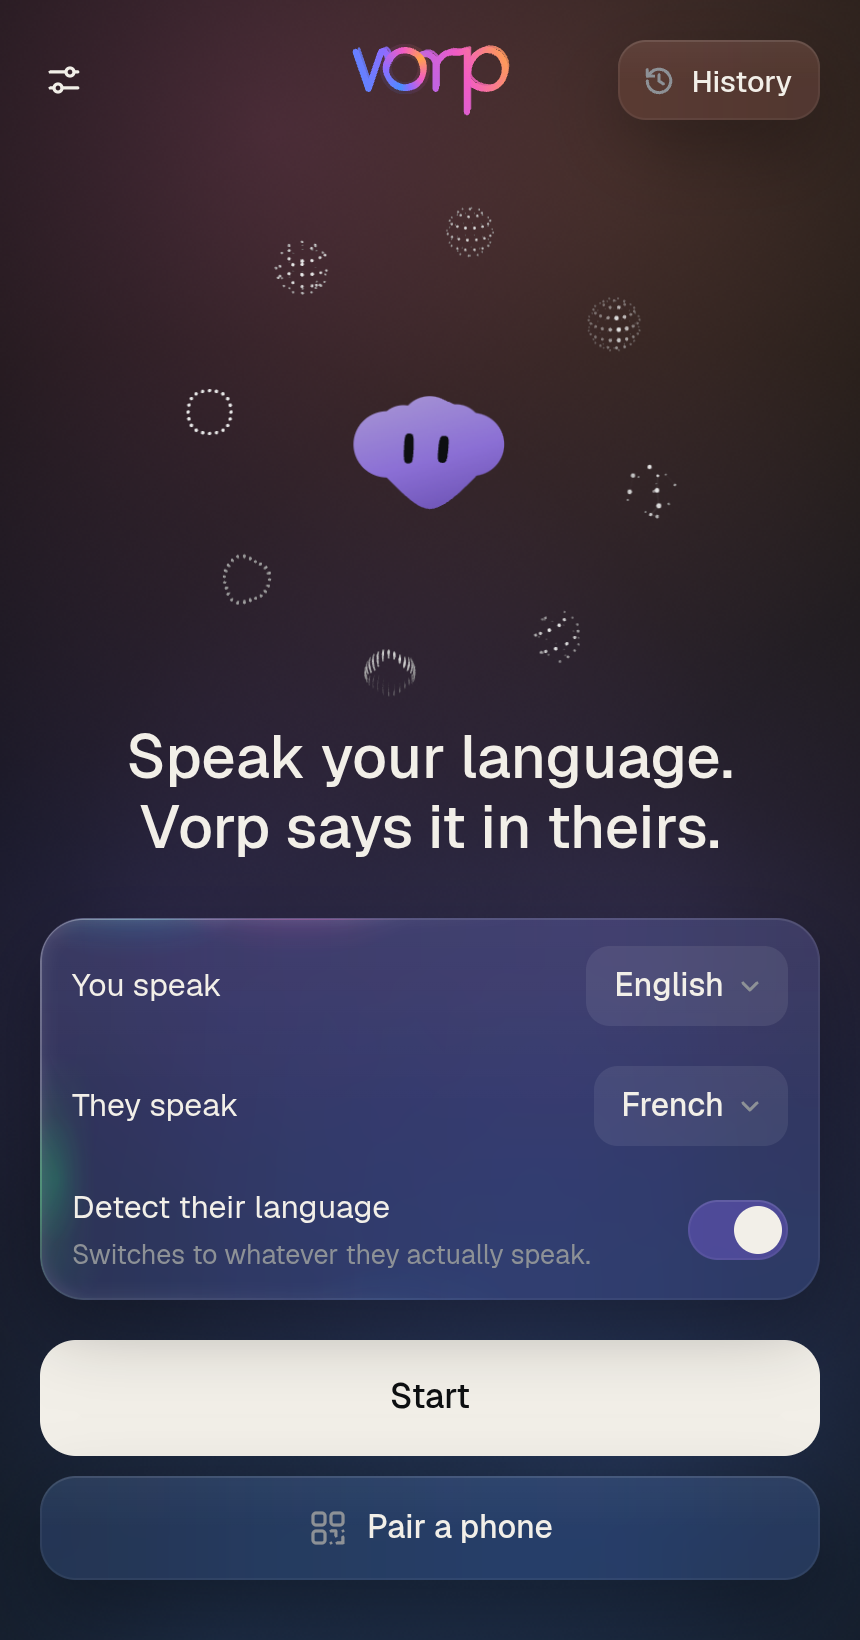 vorp
History
Speak your language.
Vorp says it in theirs.
You speak
English
They speak
French
Detect their language
Switches to whatever they actually speak.
Start
Pair a phone